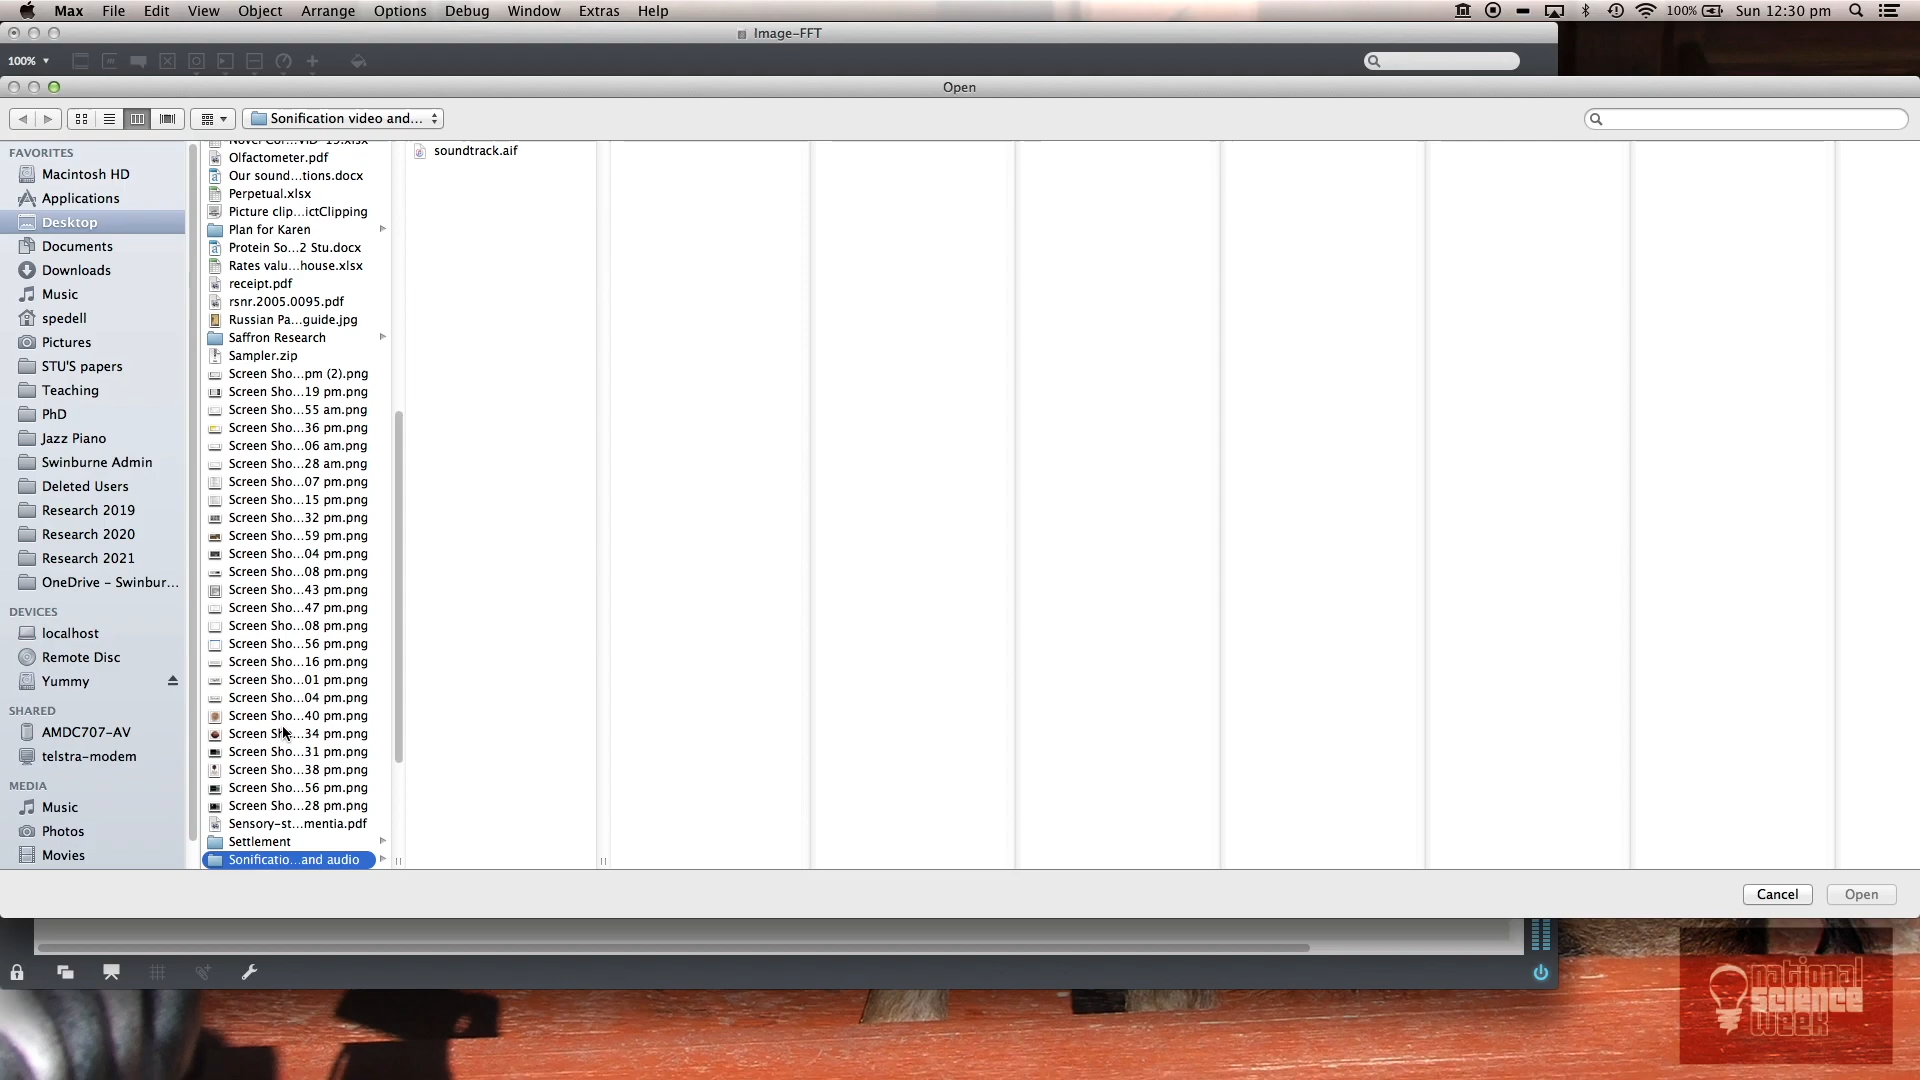 Max File Edit View Object Arrange Options Debug Window Extras Help 100% Sun 12:30 pm
Image-FFT
100%
Open
Sonification video and...
FAVORITES
Macintosh HD
Applications
Desktop
Documents
Downloads
Music
spedell
Pictures
STU'S papers
Teaching
PhD
Jazz Piano
Swinburne Admin
Deleted Users
Research 2019
Research 2020
Research 2021
OneDrive – Swinbur...
DEVICES
localhost
Remote Disc
Yummy
SHARED
AMDC707-AV
telstra-modem
MEDIA
Music
Photos
Movies
Olfactometer.pdf
Our sound...tions.docx
Perpetual.xlsx
Picture clip...ictClipping
Plan for Karen
Protein So...2 Stu.docx
Rates valu...house.xlsx
receipt.pdf
rsnr.2005.0095.pdf
Russian Pa...guide.jpg
Saffron Research
Sampler.zip
Screen Sho...pm (2).png
Screen Sho...19 pm.png
Screen Sho...55 am.png
Screen Sho...36 pm.png
Screen Sho...06 am.png
Screen Sho...28 am.png
Screen Sho...07 pm.png
Screen Sho...15 pm.png
Screen Sho...32 pm.png
Screen Sho...59 pm.png
Screen Sho...04 pm.png
Screen Sho...08 pm.png
Screen Sho...43 pm.png
Screen Sho...47 pm.png
Screen Sho...08 pm.png
Screen Sho...56 pm.png
Screen Sho...16 pm.png
Screen Sho...01 pm.png
Screen Sho...04 pm.png
Screen Sho...40 pm.png
Screen Sh...34 pm.png
Screen Sho...31 pm.png
Screen Sho...38 pm.png
Screen Sho...56 pm.png
Screen Sho...28 pm.png
Sensory-st...mentia.pdf
Settlement
Sonificatio...and audio
soundtrack.aif
Cancel
Open
national
science
week